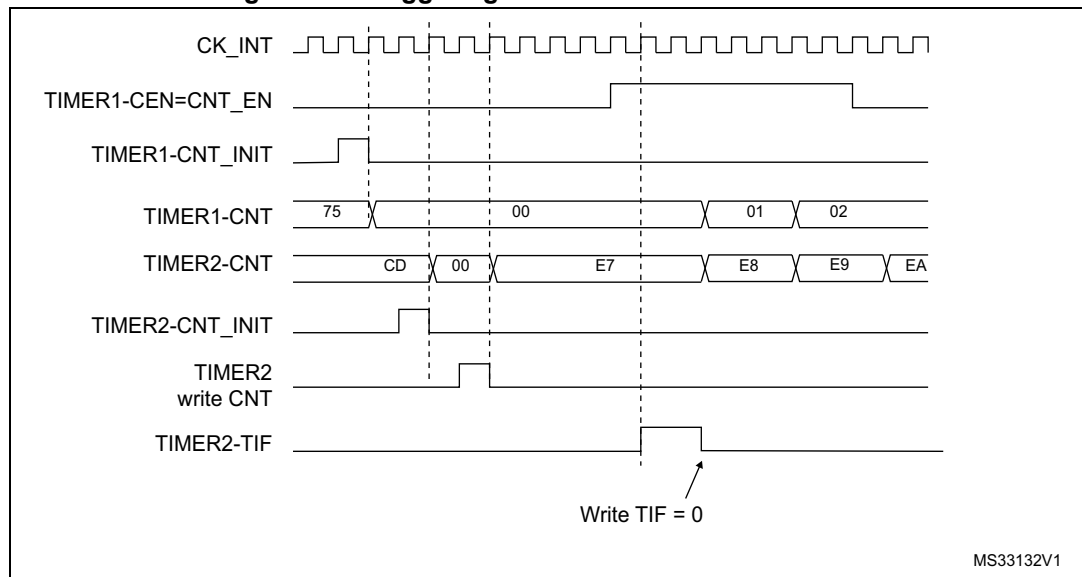 CK_INT
TIMER1-CEN=CNT_EN
TIMER1-CNT_INIT
TIMER1-CNT 75 00 01 02
TIMER2-CNT CD 00 E7 E8 E9 EA
TIMER2-CNT_INIT
TIMER2
write CNT
TIMER2-TIF
Write TIF = 0
MS33132V1